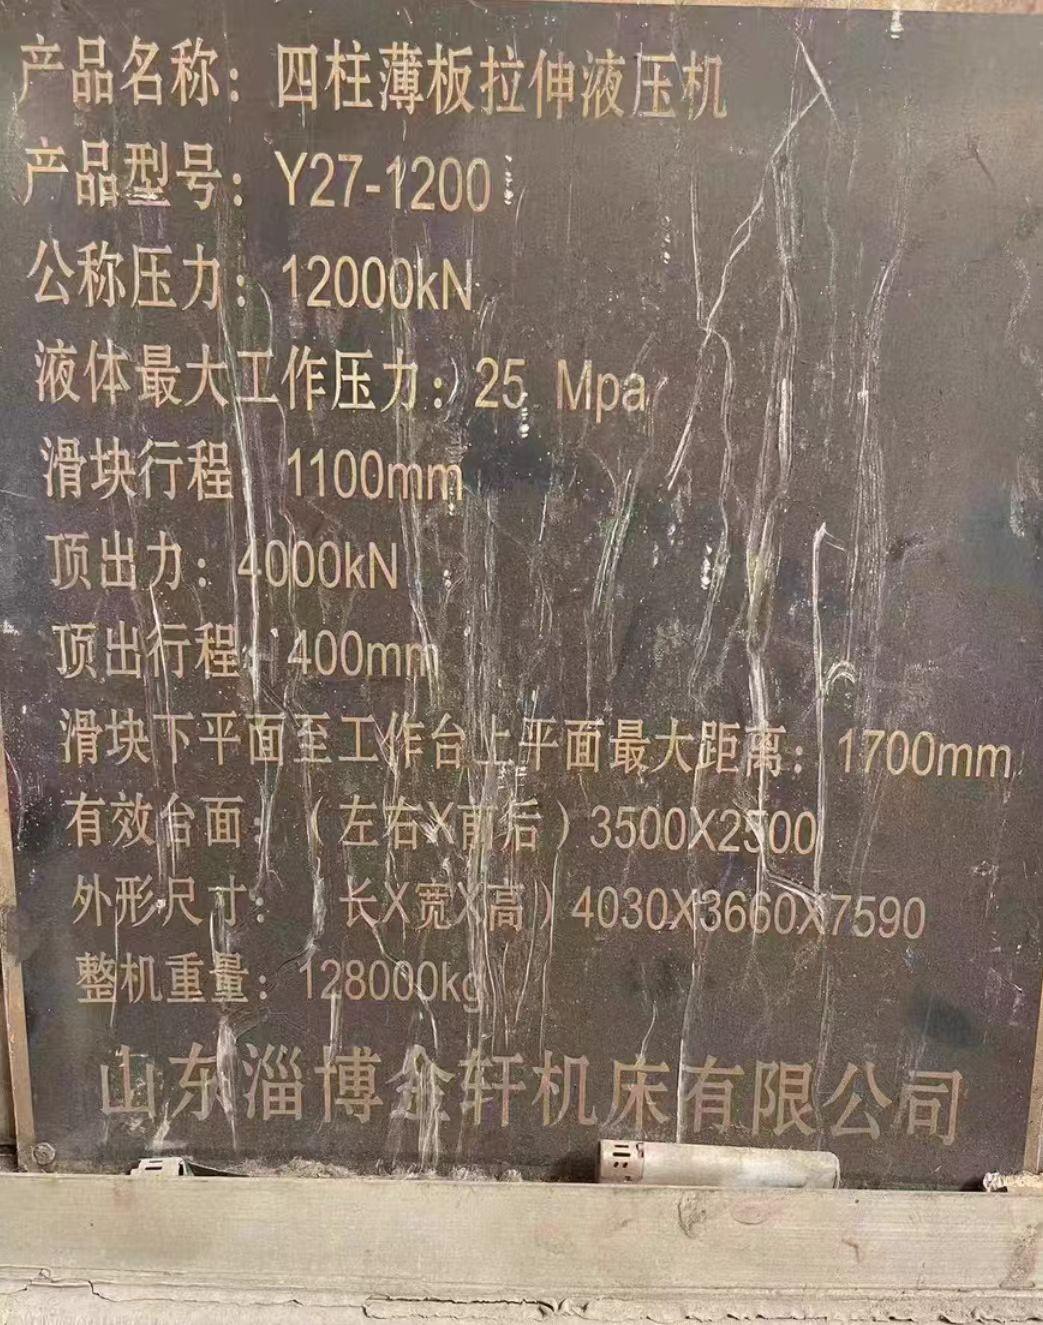 产品名称：四柱薄板拉伸液压机
产品型号：Y27-1200
公称压力：12000kN
液体最大工作压力：25 Mpa
滑块行程 1100mm
顶出力：4000kN
顶出行程：400mm
滑块下平面至工作台上平面最大距离：1700mm
有效台面：（左右X前后）3500X2500
外形尺寸： 长X宽X高）4030X3660X7590
整机重量：128000kg
山东淄博金轩机床有限公司